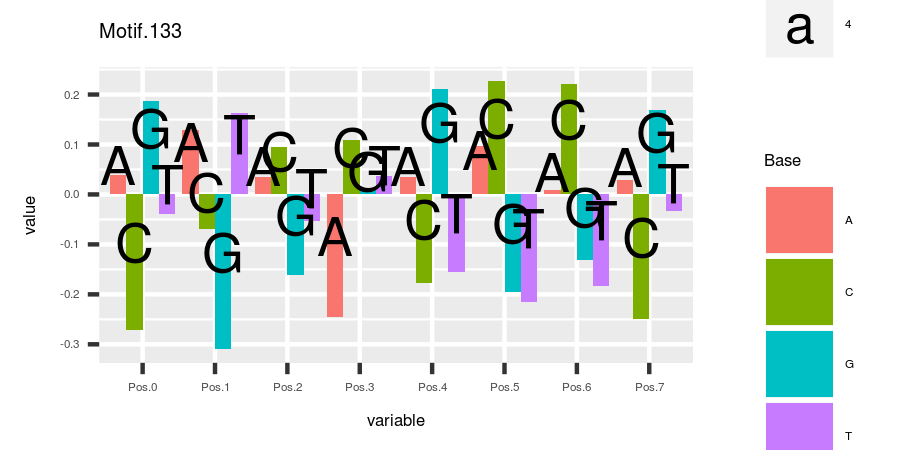 Motif.133
a 4
value
0.2
0.1
0.0
-0.1
-0.2
-0.3
A C G T
A C G T
A C G T
A C G T
A C G T
A C G T
A C G T
A C G T
Pos.0 Pos.1 Pos.2 Pos.3 Pos.4 Pos.5 Pos.6 Pos.7
variable
Base
A
C
G
T